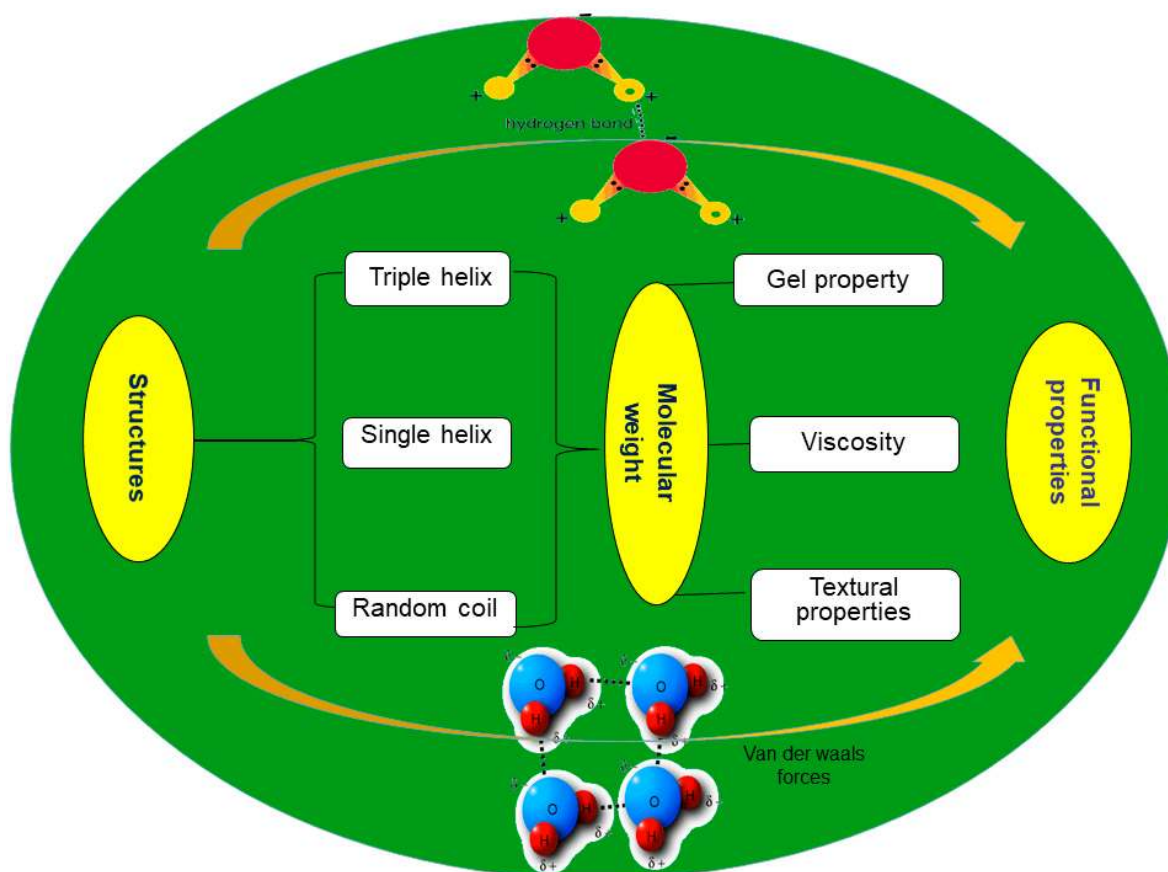 -
+
+
hydrogen bond
-
+
+
Triple helix
Gel property
Structures
Single helix
Molecular
weight
Viscosity
Functional
properties
Random coil
Textural
properties
O
H
H
δ+
δ+
O
H
H
δ+
δ+
Van der waals
forces
O
H
H
δ+
O
H
H
δ+
δ+